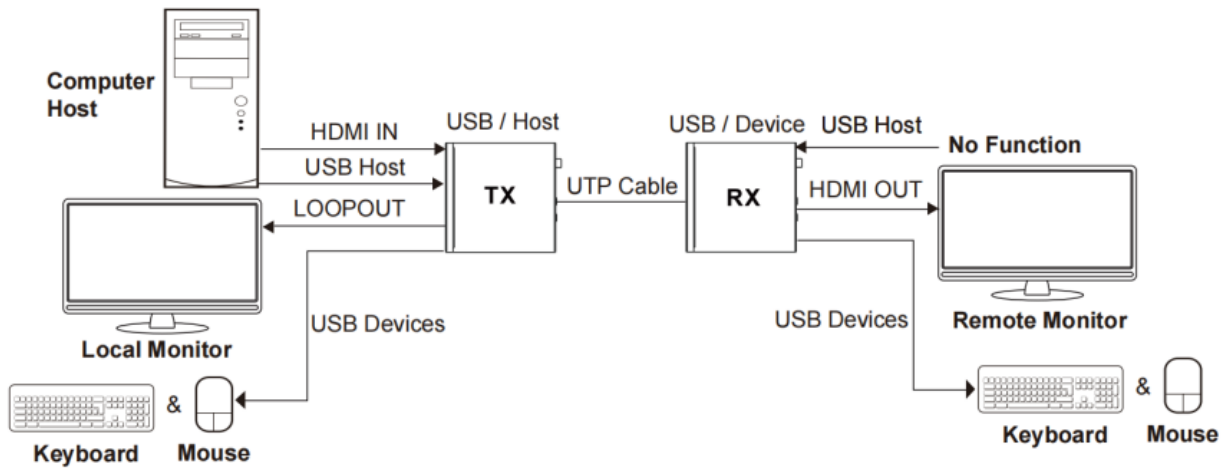 Computer
Host
HDMI IN
USB Host
LOOPOUT
USB / Host
TX
UTP Cable
USB / Device
RX
USB Host
No Function
HDMI OUT
USB Devices
Local Monitor
USB Devices
Remote Monitor
&
Keyboard
Mouse
&
Keyboard
Mouse